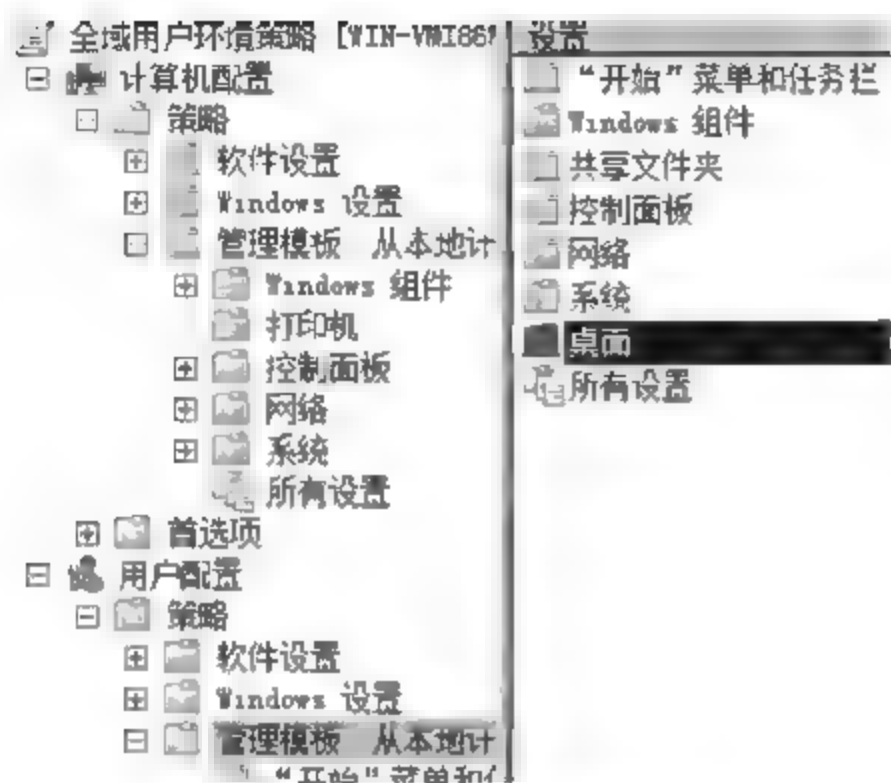 全域用户环境策略 [WIN-VMI86
计算机配置
策略
软件设置
Windows 设置
管理模板 从本地计
Windows 组件
打印机
控制面板
网络
系统
所有设置
首选项
用户配置
策略
软件设置
Windows 设置
管理模板 从本地计
“开始”菜单和
设置
“开始”菜单和任务栏
Windows 组件
共享文件夹
控制面板
网络
系统
桌面
所有设置